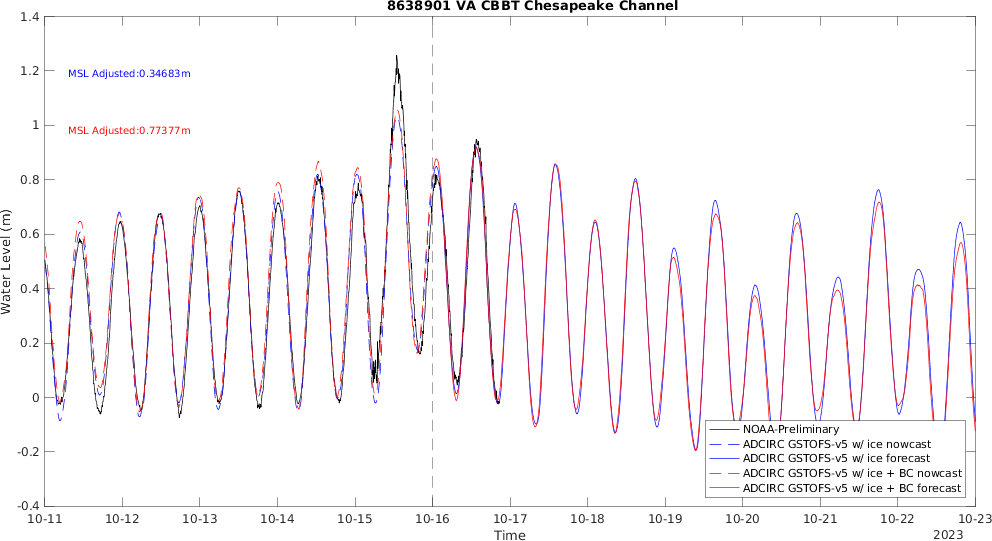 8638901 VA CBBT Chesapeake Channel
1.4
1.2
1
0.8
0.6
0.4
0.2
0
-0.2
-0.4
Water Level (m)
MSL Adjusted:0.34683m
MSL Adjusted:0.77377m
NOAA-Preliminary
ADCIRC GSTOFS-v5 w/ ice nowcast
ADCIRC GSTOFS-v5 w/ ice forecast
ADCIRC GSTOFS-v5 w/ ice + BC nowcast
ADCIRC GSTOFS-v5 w/ ice + BC forecast
10-11 10-12 10-13 10-14 10-15 10-16 10-17 10-18 10-19 10-20 10-21 10-22 10-23
Time
2023